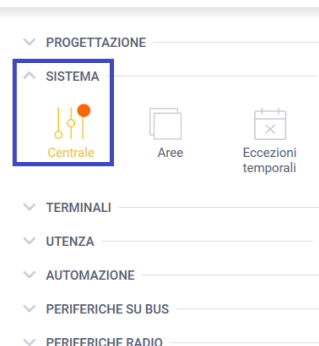 PROGETTAZIONE
SISTEMA
Centrale
Aree
Eccezioni
temporali
TERMINALI
UTENZA
AUTOMAZIONE
PERIFERICHE SU BUS
PERIFERICHE RADIO